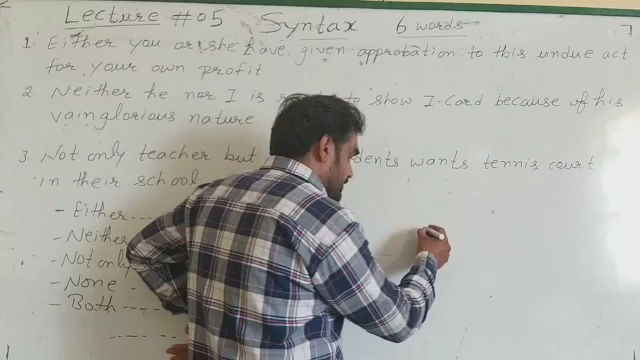 Lecture #05 Syntax 6 words
1. Either you or she have given approbation to this undue act
for your own profit
2 Neither he nor I is to show I-Card because of his
vainglorious nature
3 Not only teacher but wants tennis court
in their school
- Either....
- Neither
- Not only
- None -
- Both ---